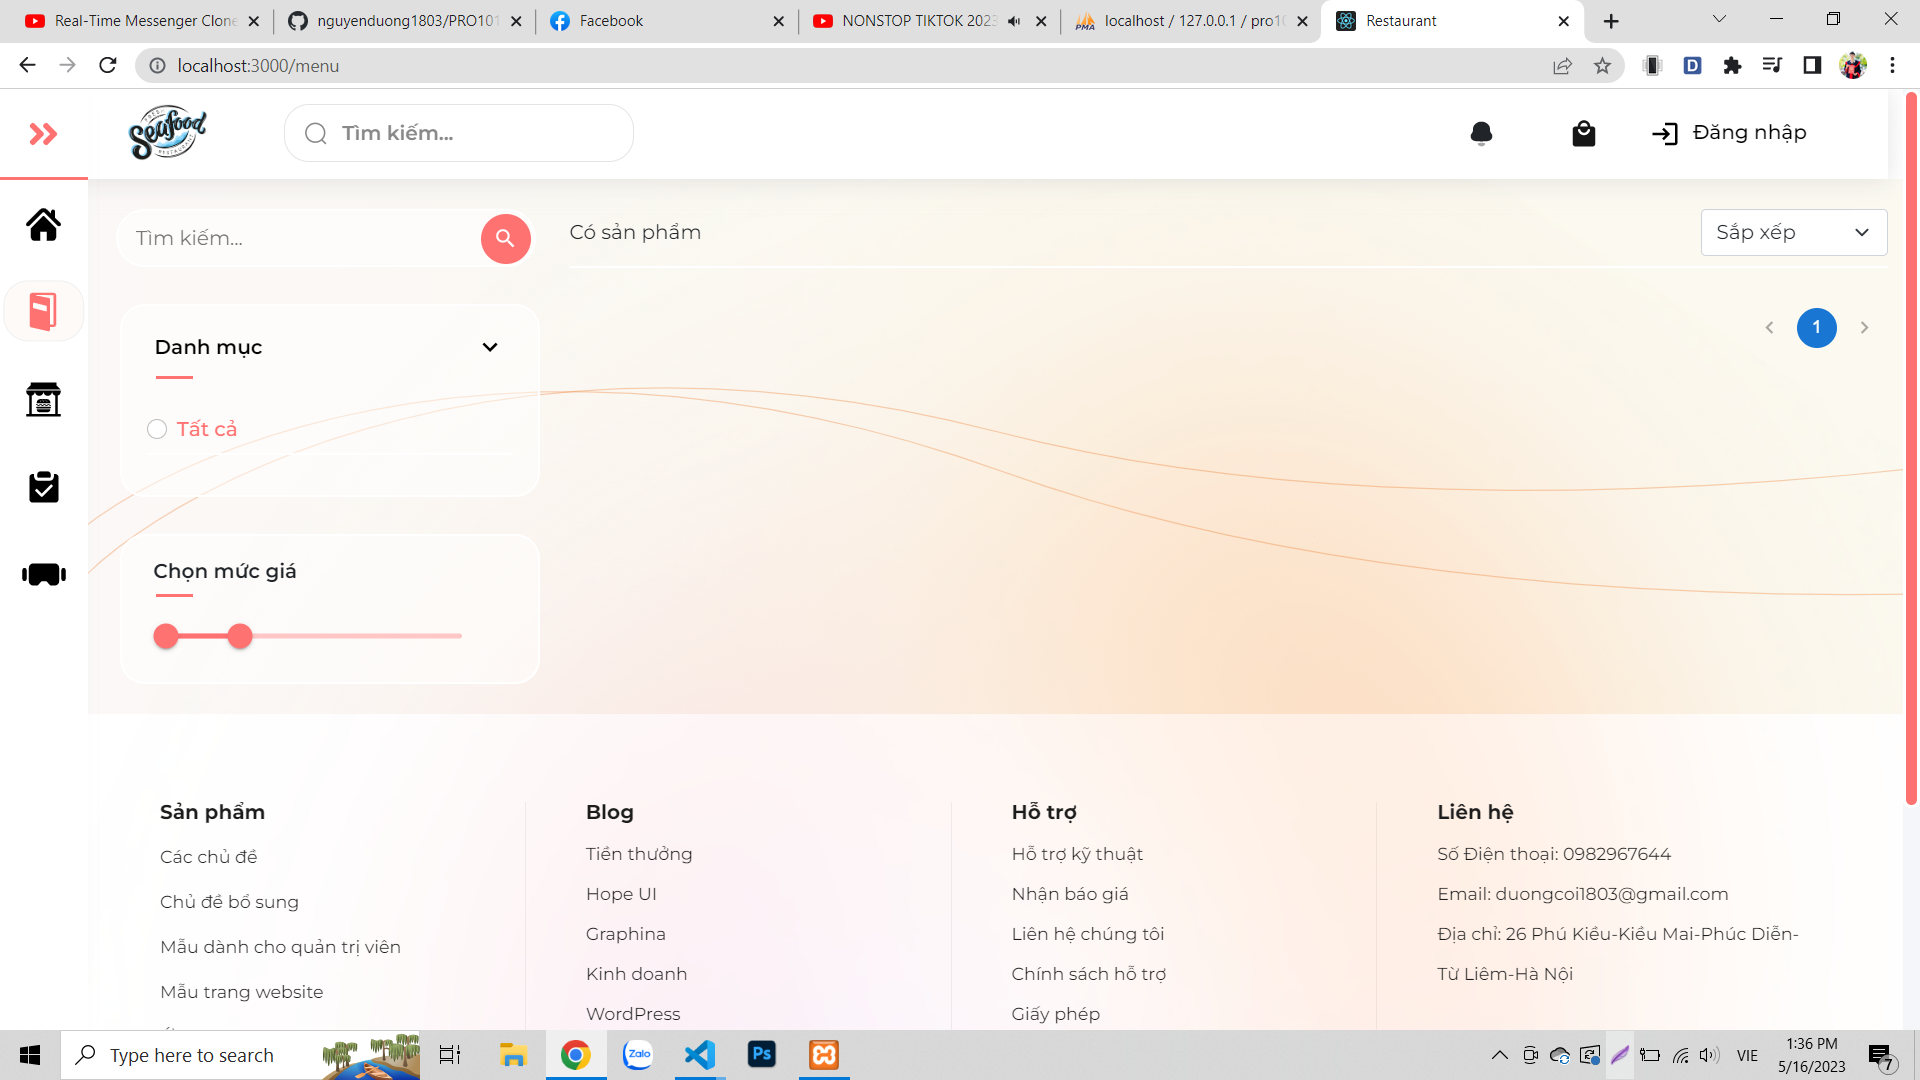 Real-Time Messenger Clone
nguyenduong1803/PRO101
Facebook
NONSTOP TIKTOK 2023
localhost / 127.0.0.1 / pro10
Restaurant
localhost:3000/menu
Seafood
RESTAURANT
Tìm kiếm...
Đăng nhập
Tìm kiếm...
Có sản phẩm
Sắp xếp
1
Danh mục
Tất cả
Chọn mức giá
Sản phẩm
Các chủ đề
Chủ đề bổ sung
Mẫu dành cho quản trị viên
Mẫu trang website
Blog
Tiền thưởng
Hope UI
Graphina
Kinh doanh
WordPress
Hỗ trợ
Hỗ trợ kỹ thuật
Nhận báo giá
Liên hệ chúng tôi
Chính sách hỗ trợ
Giấy phép
Liên hệ
Số Điện thoại: 0982967644
Email: duongcoi1803@gmail.com
Địa chỉ: 26 Phú Kiều-Kiều Mai-Phúc Diễn-
Từ Liêm-Hà Nội
Type here to search
Zalo
Ps
VIE
1:36 PM
5/16/2023
7